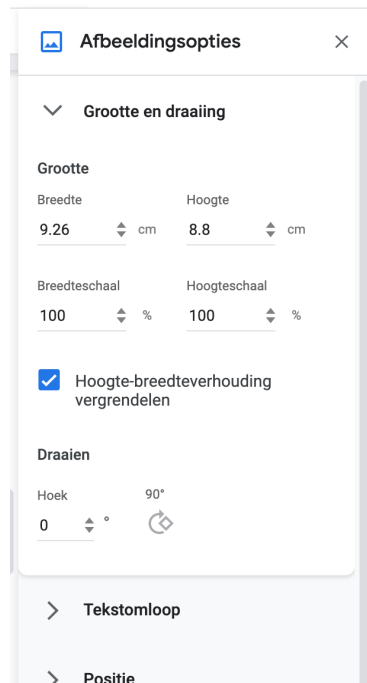 Afbeeldingsopties
Grootte en draaiing
Grootte
Breedte Hoogte
9.26 cm 8.8 cm
Breedteschaal Hoogteschaal
100 % 100 %
Hoogte-breedteverhouding
vergrendelen
Draaien
Hoek 90°
0 °
Tekstomloop
Positie